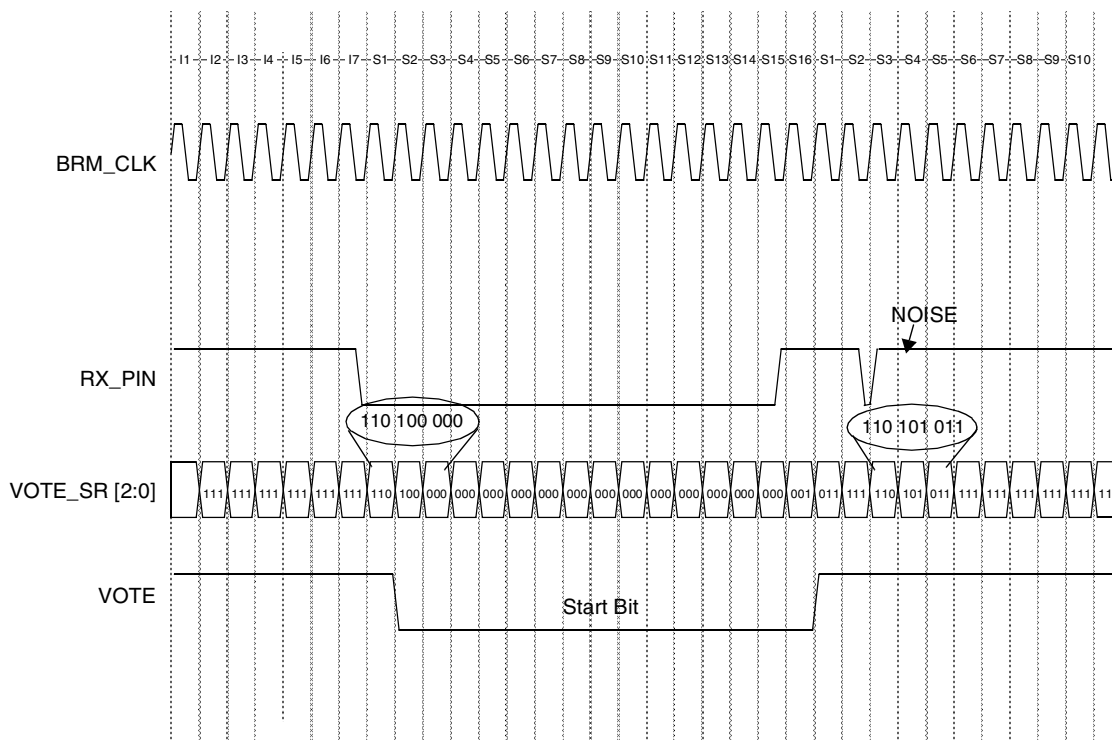 I1 I2 I3 I4 I5 I6 I7 S1 S2 S3 S4 S5 S6 S7 S8 S9 S10 S11 S12 S13 S14 S15 S16 S1 S2 S3 S4 S5 S6 S7 S8 S9 S10
BRM_CLK
NOISE
RX_PIN
110 100 000
110 101 011
VOTE_SR [2:0]
111 111 111 111 111 111 110 100 000 000 000 000 000 000 000 000 000 000 000 000 000 001 011 111 110 101 011 111 111 111 111 111 11
VOTE
Start Bit